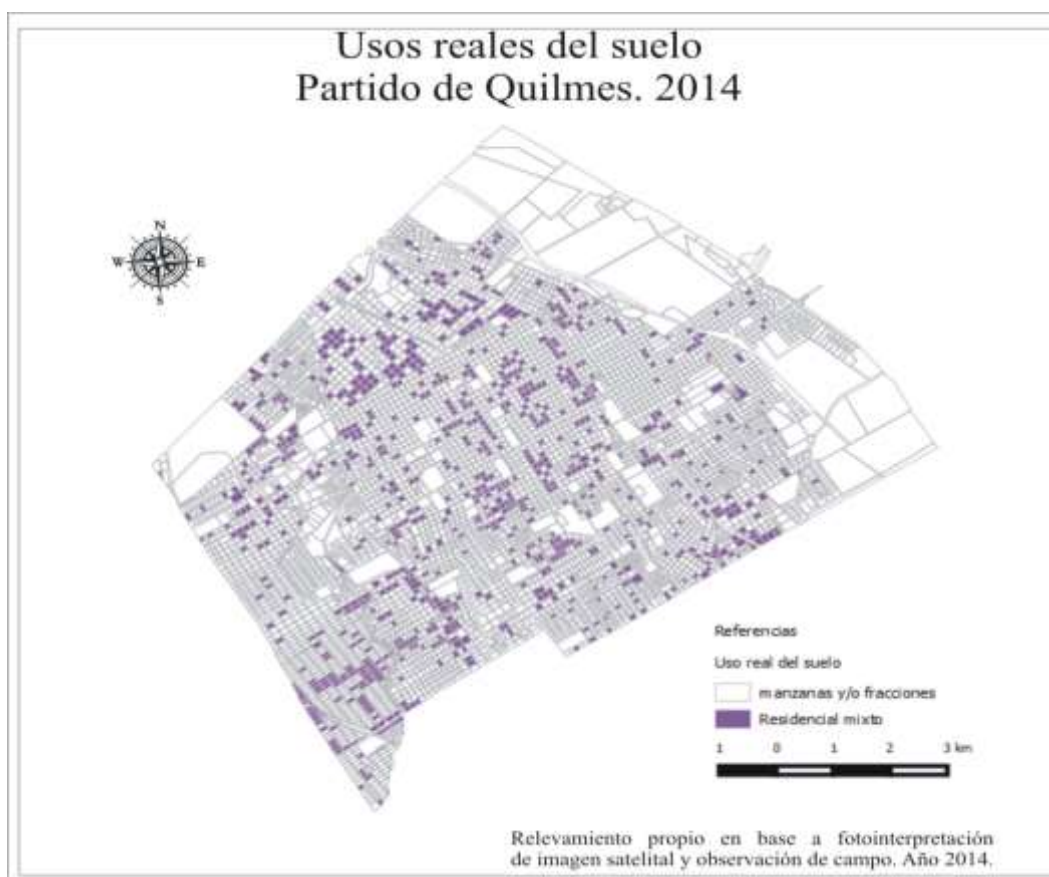 Usos reales del suelo
Partido de Quilmes. 2014
N
W E
S
Referencias
Uso real del suelo
manzanas y/o fracciones
Residencial mixto
1 0 1 2 3 km
Relevamiento propio en base a fotointerpretación
de imagen satelital y observación de campo. Año 2014.